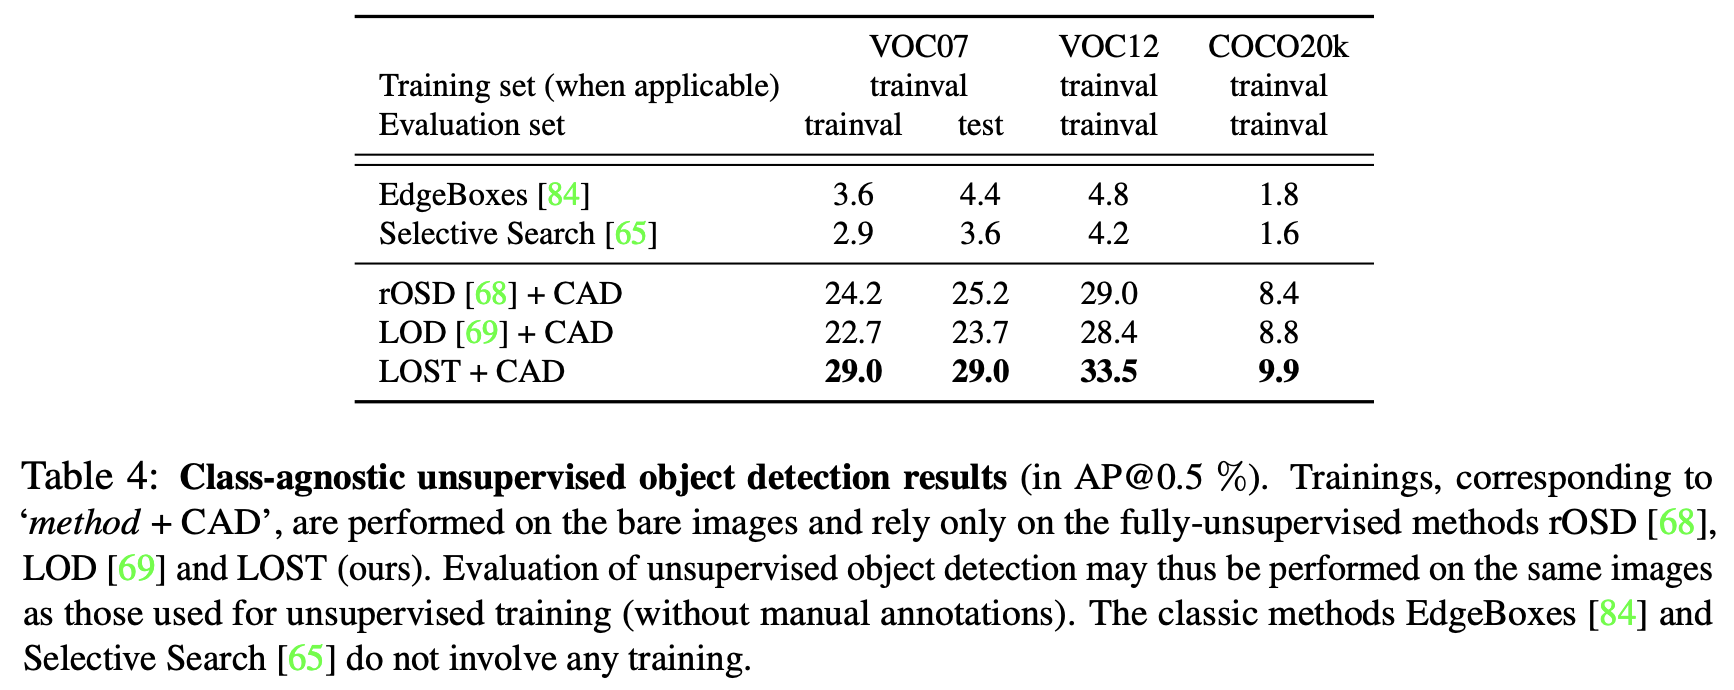 VOC07 VOC12 COCO20k
Training set (when applicable) trainval trainval trainval
Evaluation set trainval test trainval trainval
EdgeBoxes [84] 3.6 4.4 4.8 1.8
Selective Search [65] 2.9 3.6 4.2 1.6
rOSD [68] + CAD 24.2 25.2 29.0 8.4
LOD [69] + CAD 22.7 23.7 28.4 8.8
LOST + CAD 29.0 29.0 33.5 9.9
Table 4: Class-agnostic unsupervised object detection results (in AP@0.5 %). Trainings, corresponding to
‘method + CAD’, are performed on the bare images and rely only on the fully-unsupervised methods rOSD [68],
LOD [69] and LOST (ours). Evaluation of unsupervised object detection may thus be performed on the same images
as those used for unsupervised training (without manual annotations). The classic methods EdgeBoxes [84] and
Selective Search [65] do not involve any training.